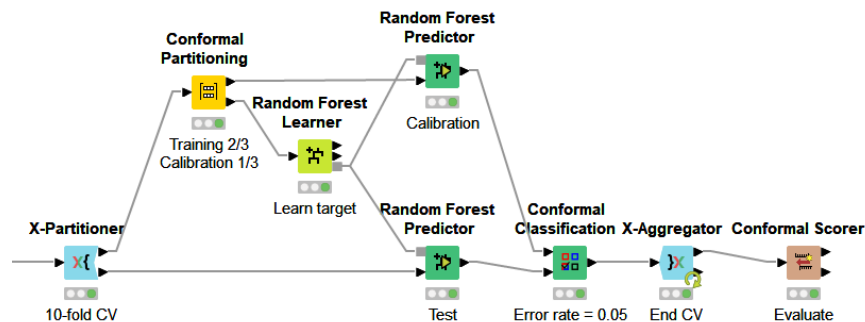 Random Forest
Predictor
Calibration
Conformal
Partitioning
Training 2/3
Calibration 1/3
Random Forest
Learner
Learn target
X-Partitioner
10-fold CV
Random Forest
Predictor
Test
Conformal
Classification
Error rate = 0.05
X-Aggregator
End CV
Conformal Scorer
Evaluate